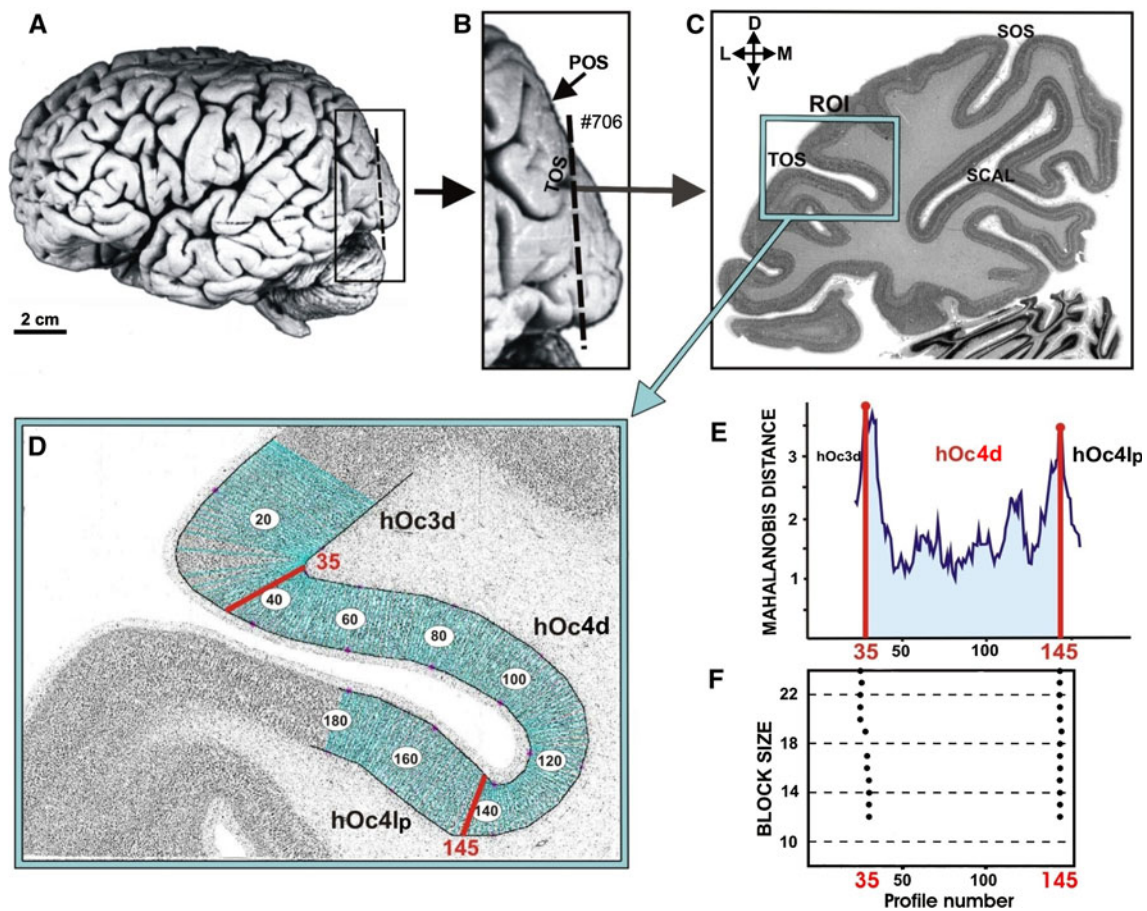 A
2 cm
B
POS
#706
TOS
C
D
L M
V
SOS
ROI
TOS
SCAL
D
20
hOc3d
35
40
60
80
hOc4d
100
180
120
160
140
hOc4lp
145
E
MAHALANOBIS DISTANCE
3
2
1
hOc3d
hOc4d
hOc4lp
35 50 100 145
F
BLOCK SIZE
22
18
14
10
35 50 100 145
Profile number